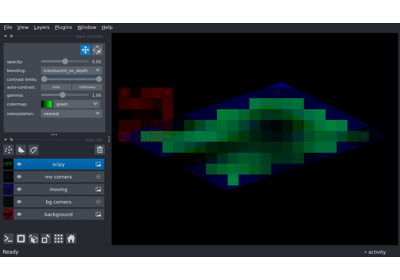 File View Layers Plugins Window Help
opacity: 0.50
blending: translucent_no_depth
contrast limits:
auto-contrast: once continuous
gamma: 1.00
colormap: green
interpolation: nearest
scipy
mv corners
moving
bg corners
background
Ready
activity